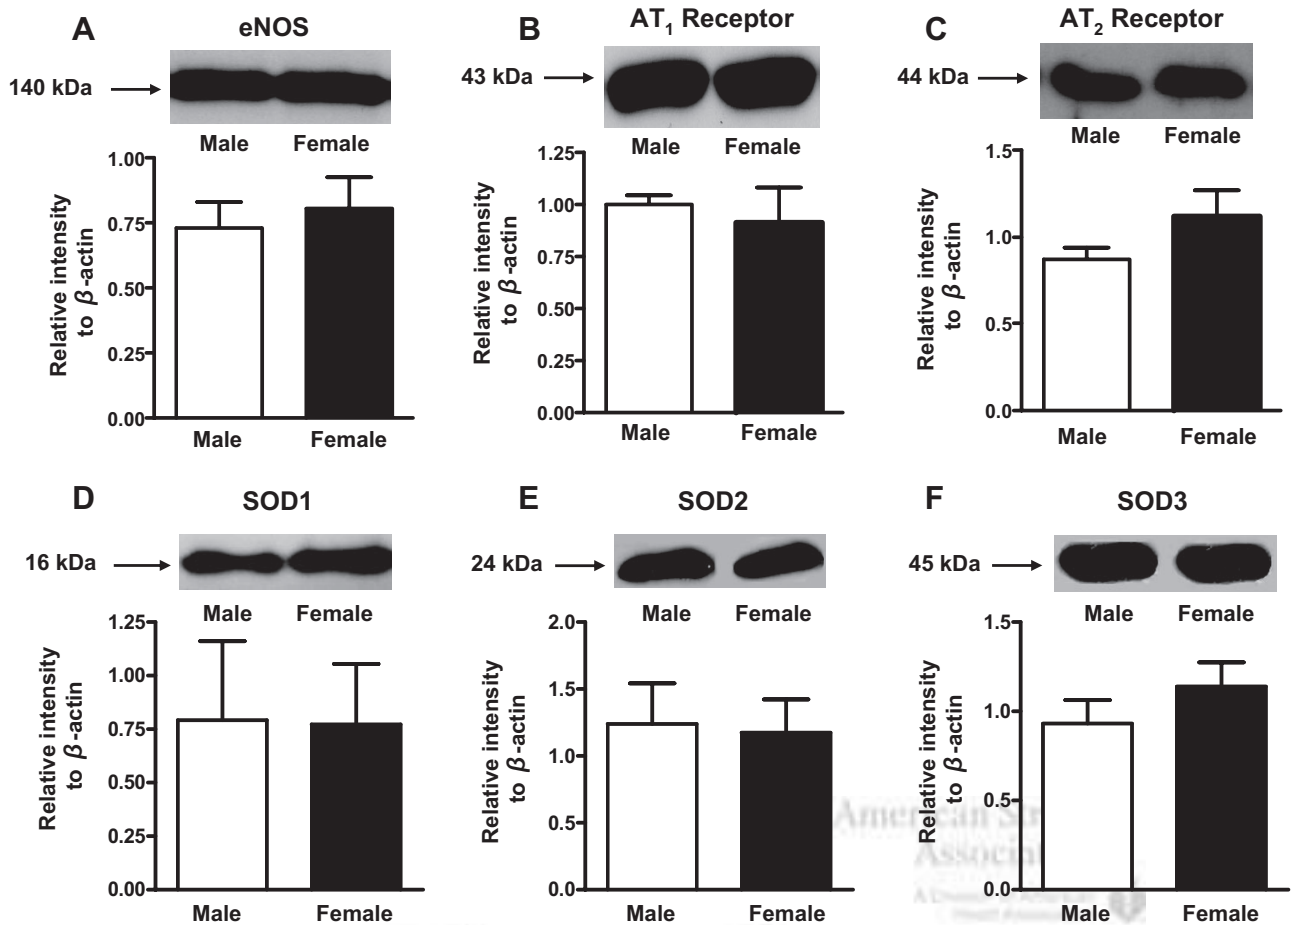 A
eNOS
140 kDa
Male Female
1.00
0.75
0.50
0.25
0.00
Relative intensity
to β-actin
Male Female
B
AT1 Receptor
43 kDa
Male Female
1.25
1.00
0.75
0.50
0.25
0.00
Relative intensity
to β-actin
Male Female
C
AT2 Receptor
44 kDa
Male Female
1.5
1.0
0.5
0.0
Relative intensity
to β-actin
Male Female
D
SOD1
16 kDa
Male Female
1.25
1.00
0.75
0.50
0.25
0.00
Relative intensity
to β-actin
Male Female
E
SOD2
24 kDa
Male Female
2.0
1.5
1.0
0.5
0.0
Relative intensity
to β-actin
Male Female
F
SOD3
45 kDa
Male Female
1.5
1.0
0.5
0.0
Relative intensity
to β-actin
Male Female
American